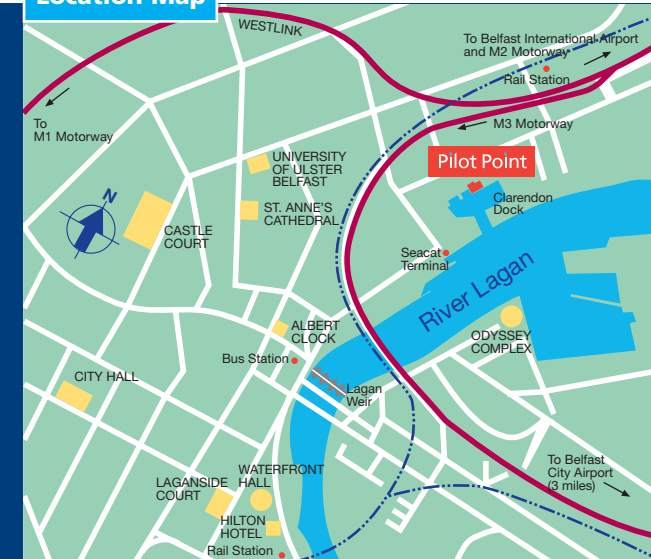 Location Map
WESTLINK
To Belfast International Airport
and M2 Motorway
Rail Station
To
M1 Motorway
M3 Motorway
Pilot Point
UNIVERSITY
OF ULSTER
BELFAST
N
ST. ANNE'S
CATHEDRAL
Clarendon
Dock
CASTLE
COURT
Seacat
Terminal
River Lagan
ALBERT
CLOCK
ODYSSEY
COMPLEX
Bus Station
CITY HALL
Lagan
Weir
To Belfast
City Airport
(3 miles)
WATERFRONT
HALL
LAGANSIDE
COURT
HILTON
HOTEL
Rail Station